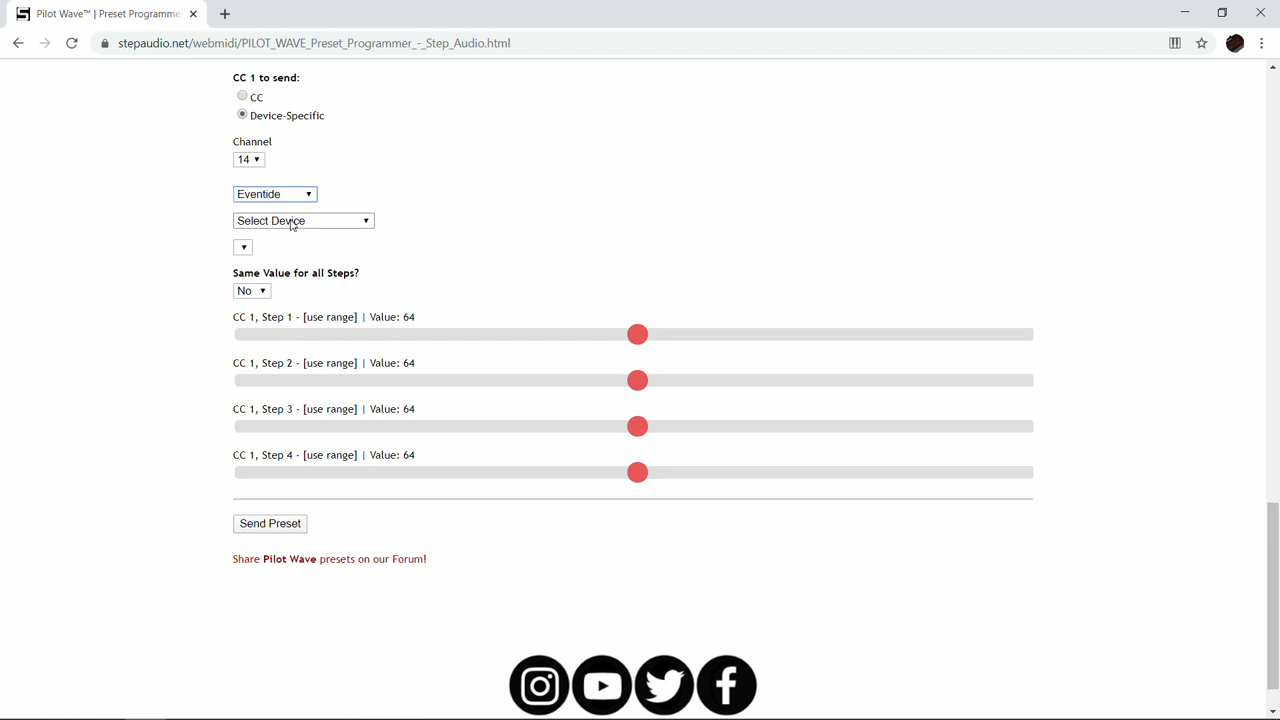 Pilot Wave™ | Preset Programme
stepaudio.net/webmidi/PILOT_WAVE_Preset_Programmer_-_Step_Audio.html
CC 1 to send:
CC
Device-Specific
Channel
14
Eventide
Select Device
Same Value for all Steps?
No
CC 1, Step 1 - [use range] | Value: 64
CC 1, Step 2 - [use range] | Value: 64
CC 1, Step 3 - [use range] | Value: 64
CC 1, Step 4 - [use range] | Value: 64
Send Preset
Share Pilot Wave presets on our Forum!